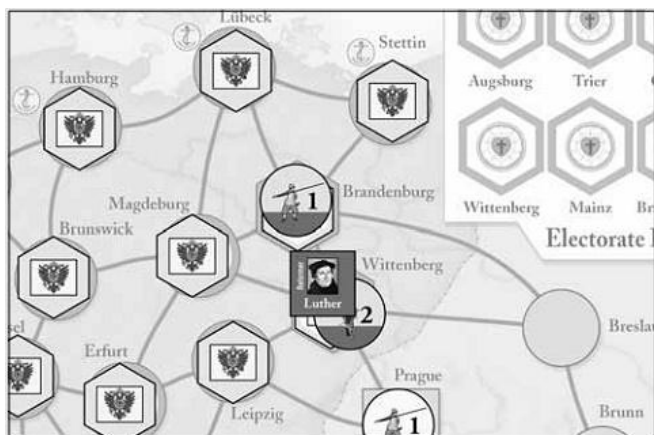 Lübeck
Stettin
Hamburg
Augsburg
Trier
1
Brandenburg
Wittenberg
Mainz
Magdeburg
Brunswick
Electorate
Wittenberg
Reformer
Luther
2
Erfurt
Leipzig
Prague
1
Brunn